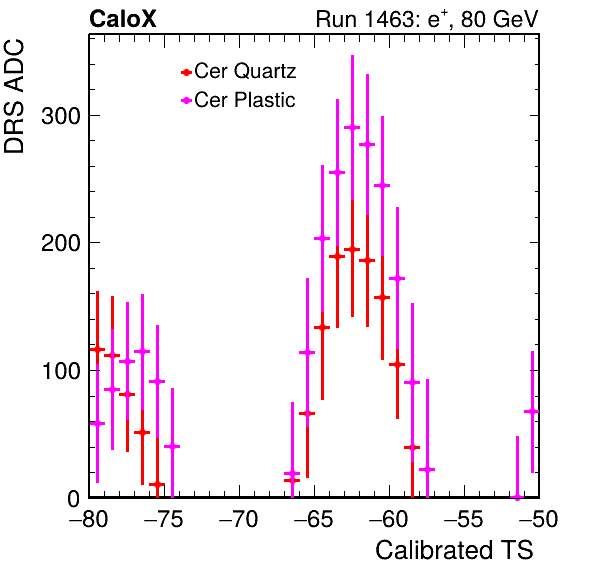 CaloX Run 1463: e⁺, 80 GeV
DRS ADC
Cer Quartz
Cer Plastic
300
200
100
0
−80 −75 −70 −65 −60 −55 −50
Calibrated TS